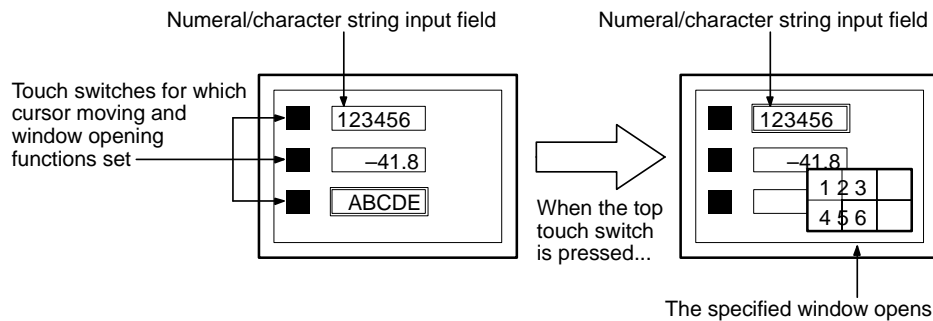 Numeral/character string input field
Numeral/character string input field
Touch switches for which
cursor moving and
window opening
functions set
123456
–41.8
ABCDE
When the top
touch switch
is pressed...
123456
–41.8
1 2 3
4 5 6
The specified window opens